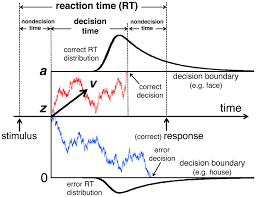 reaction time (RT)
nondecision time
decision time
nondecision time
correct RT distribution
a
v
correct decision
decision boundary (e.g. face)
z
time
stimulus
(correct) response
error decision
decision boundary (e.g. house)
0
error RT distribution